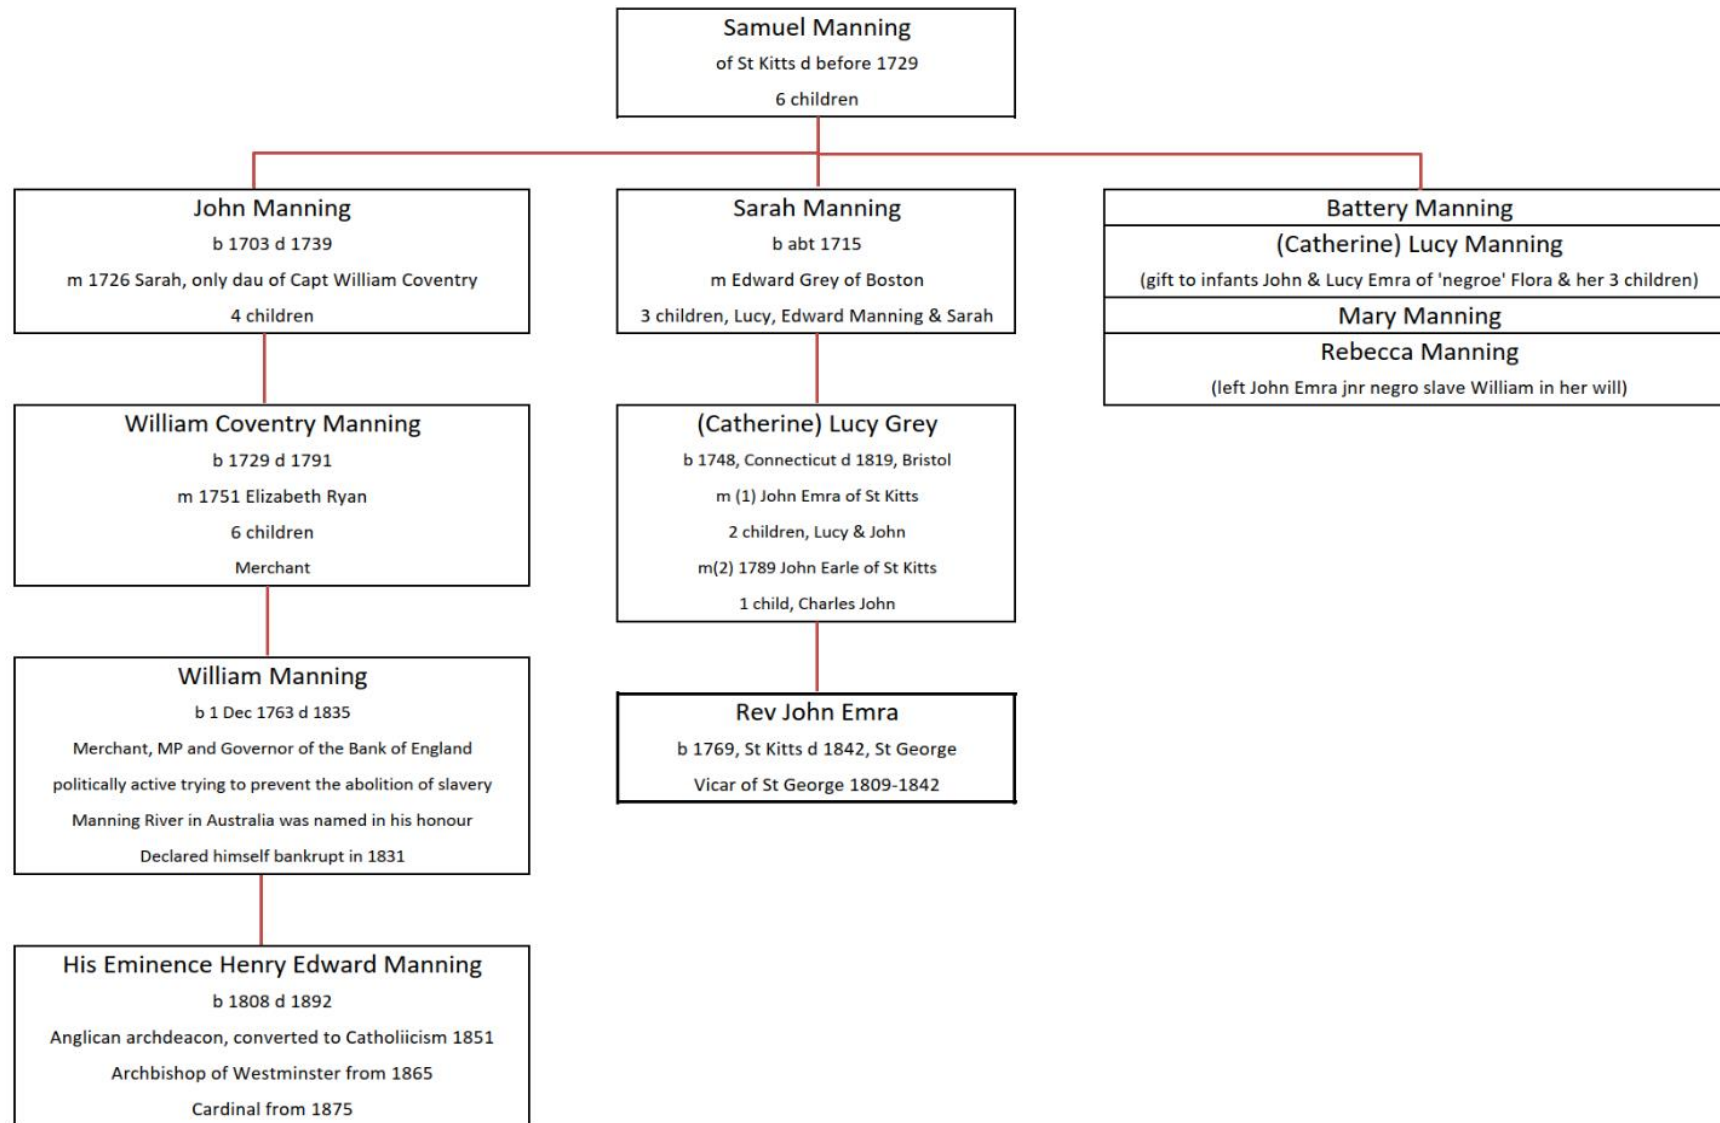 Samuel Manning
of St Kitts d before 1729
6 children
John Manning
b 1703 d 1739
m 1726 Sarah, only dau of Capt William Coventry
4 children
Sarah Manning
b abt 1715
m Edward Grey of Boston
3 children, Lucy, Edward Manning & Sarah
Battery Manning
(Catherine) Lucy Manning
(gift to infants John & Lucy Emra of 'negroe' Flora & her 3 children)
Mary Manning
Rebecca Manning
(left John Emra jnr negro slave William in her will)
William Coventry Manning
b 1729 d 1791
m 1751 Elizabeth Ryan
6 children
Merchant
(Catherine) Lucy Grey
b 1748, Connecticut d 1819, Bristol
m (1) John Emra of St Kitts
2 children, Lucy & John
m(2) 1789 John Earle of St Kitts
1 child, Charles John
William Manning
b 1 Dec 1763 d 1835
Merchant, MP and Governor of the Bank of England
politically active trying to prevent the abolition of slavery
Manning River in Australia was named in his honour
Declared himself bankrupt in 1831
Rev John Emra
b 1769, St Kitts d 1842, St George
Vicar of St George 1809-1842
His Eminence Henry Edward Manning
b 1808 d 1892
Anglican archdeacon, converted to Catholiicism 1851
Archbishop of Westminster from 1865
Cardinal from 1875